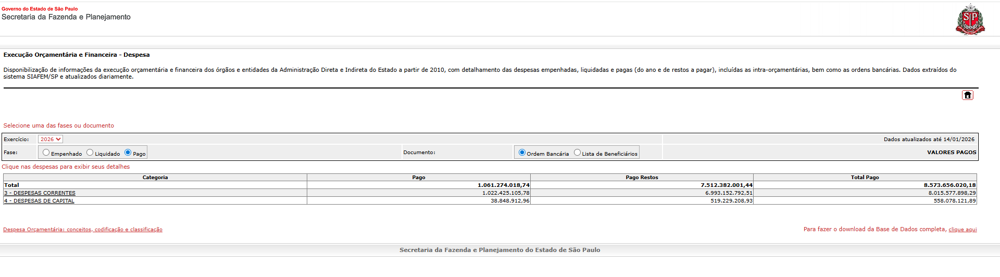 Governo do Estado de São Paulo
Secretaria da Fazenda e Planejamento
SP
Execução Orçamentária e Financeira - Despesa
Disponibilização de informações da execução orçamentária e financeira dos órgãos e entidades da Administração Direta e Indireta do Estado a partir de 2010, com detalhamento das despesas empenhadas, liquidadas e pagas (do ano e de restos a pagar), incluídas as intra-orçamentárias, bem como as ordens bancárias. Dados extraídos do
sistema SIAFEM/SP e atualizados diariamente.
Selecione uma das fases ou documento
Exercício: 2026 Dados atualizados até 14/01/2026
Fase: Empenhado Liquidado Pago Documento: Ordem Bancária Lista de Beneficiários VALORES PAGOS
Clique nas despesas para exibir seus detalhes
Categoria Pago Pago Restos Total Pago
Total 1.061.274.018,74 7.512.382.001,44 8.573.656.020,18
3 - DESPESAS CORRENTES 1.022.425.105,78 6.993.152.792,51 8.015.577.898,29
4 - DESPESAS DE CAPITAL 38.848.912,96 519.229.208,93 558.078.121,89
Despesa Orçamentária: conceitos, codificação e classificação Para fazer o download da Base de Dados completa, clique aqui
Secretaria da Fazenda e Planejamento do Estado de São Paulo